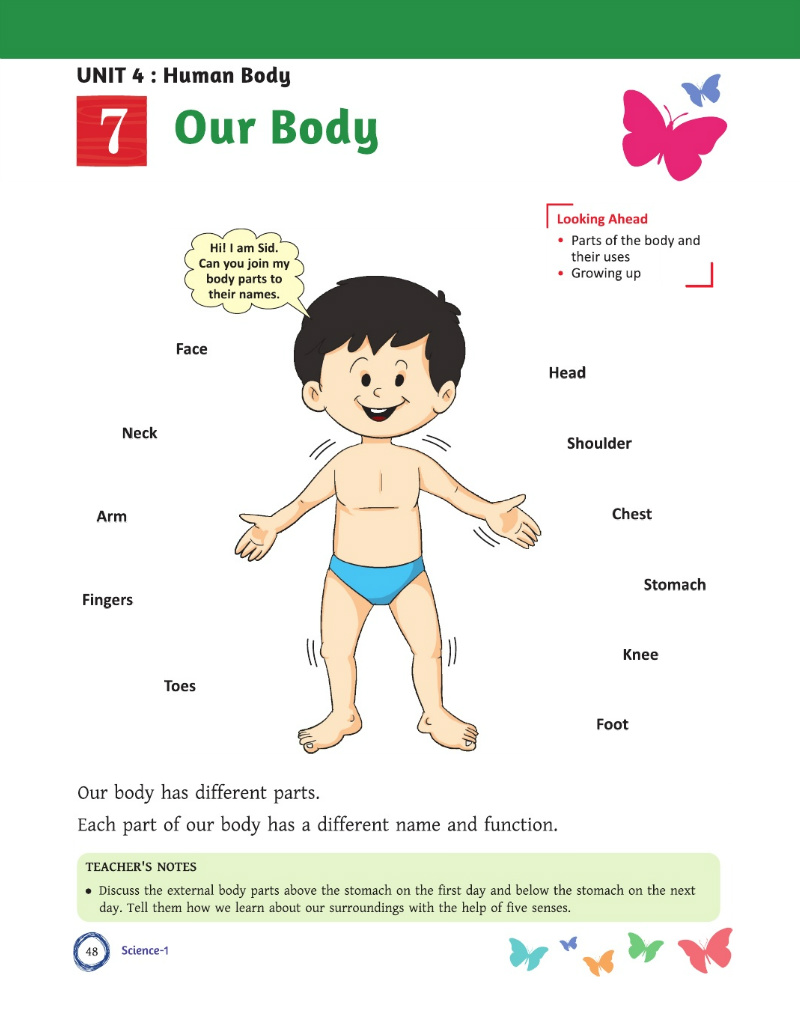 UNIT 4 : Human Body
7
Our Body
Looking Ahead
• Parts of the body and
their uses
• Growing up
Hi! I am Sid.
Can you join my
body parts to
their names.
Face
Neck
Arm
Fingers
Toes
Head
Shoulder
Chest
Stomach
Knee
Foot
Our body has different parts.
Each part of our body has a different name and function.
TEACHER'S NOTES
• Discuss the external body parts above the stomach on the first day and below the stomach on the next
day. Tell them how we learn about our surroundings with the help of five senses.
48
Science-1